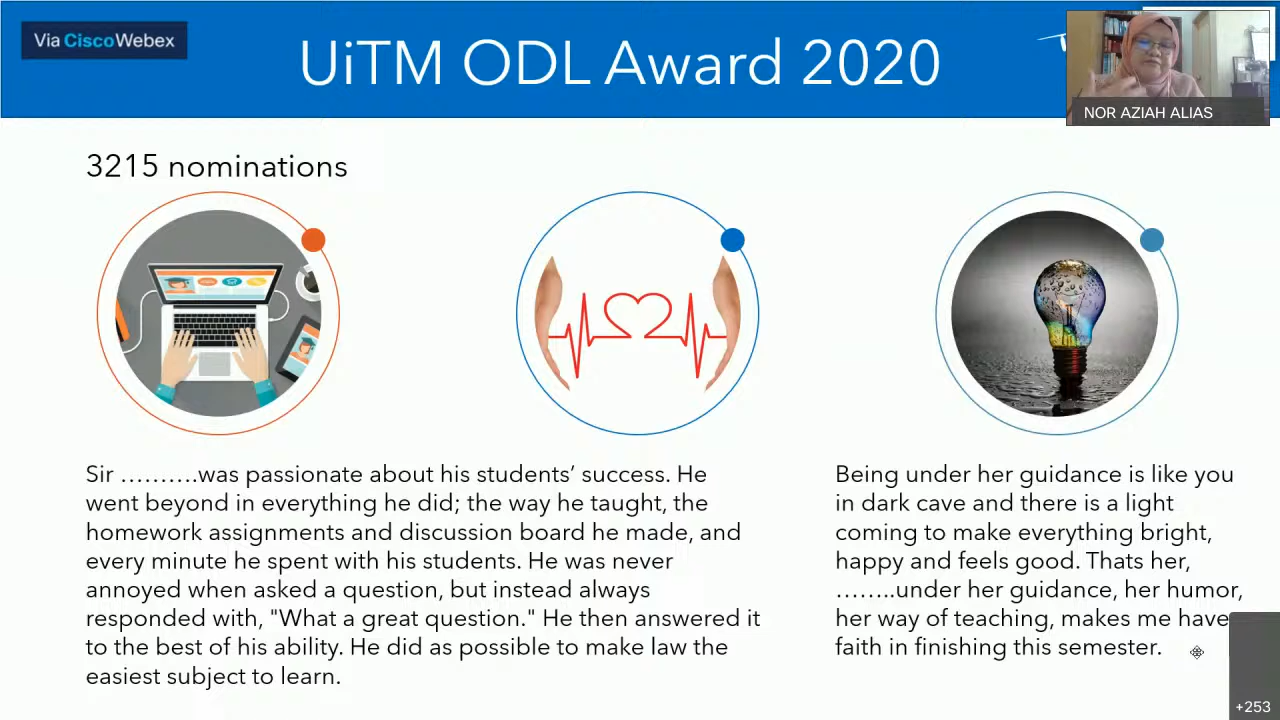 Via Cisco Webex
UiTM ODL Award 2020
NOR AZIAH ALIAS
3215 nominations
Sir ……….was passionate about his students’ success. He
went beyond in everything he did; the way he taught, the
homework assignments and discussion board he made, and
every minute he spent with his students. He was never
annoyed when asked a question, but instead always
responded with, "What a great question." He then answered it
to the best of his ability. He did as possible to make law the
easiest subject to learn.
Being under her guidance is like you
in dark cave and there is a light
coming to make everything bright,
happy and feels good. Thats her,
……..under her guidance, her humor,
her way of teaching, makes me have
faith in finishing this semester.
+253